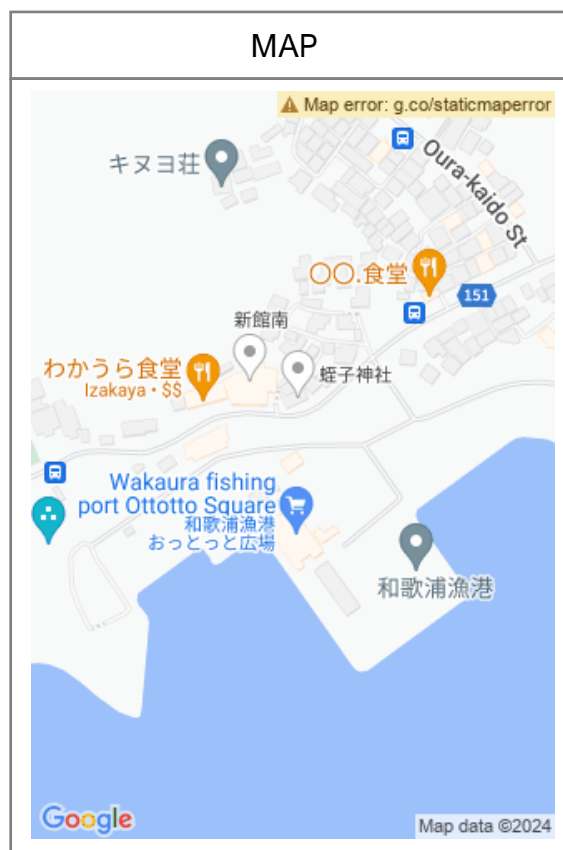 MAP
Map error: g.co/staticmaperror
キヌヨ荘
Oura-kaido St
〇〇.食堂
151
新館南
わかうら食堂
Izakaya・$$
蛭子神社
Wakaura fishing
port Ottotto Square
和歌浦漁港
おっとっと広場
和歌浦漁港
Google
Map data ©2024